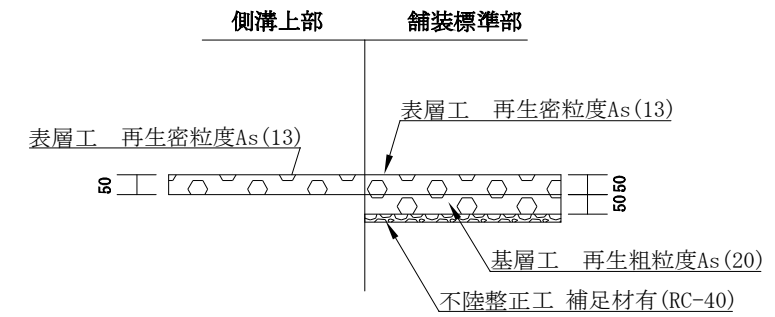 側溝上部
舗装標準部
表層工　再生密粒度As(13)
表層工　再生密粒度As(13)
50
50
50
基層工　再生粗粒度As(20)
不陸整正工 補足材有(RC-40)